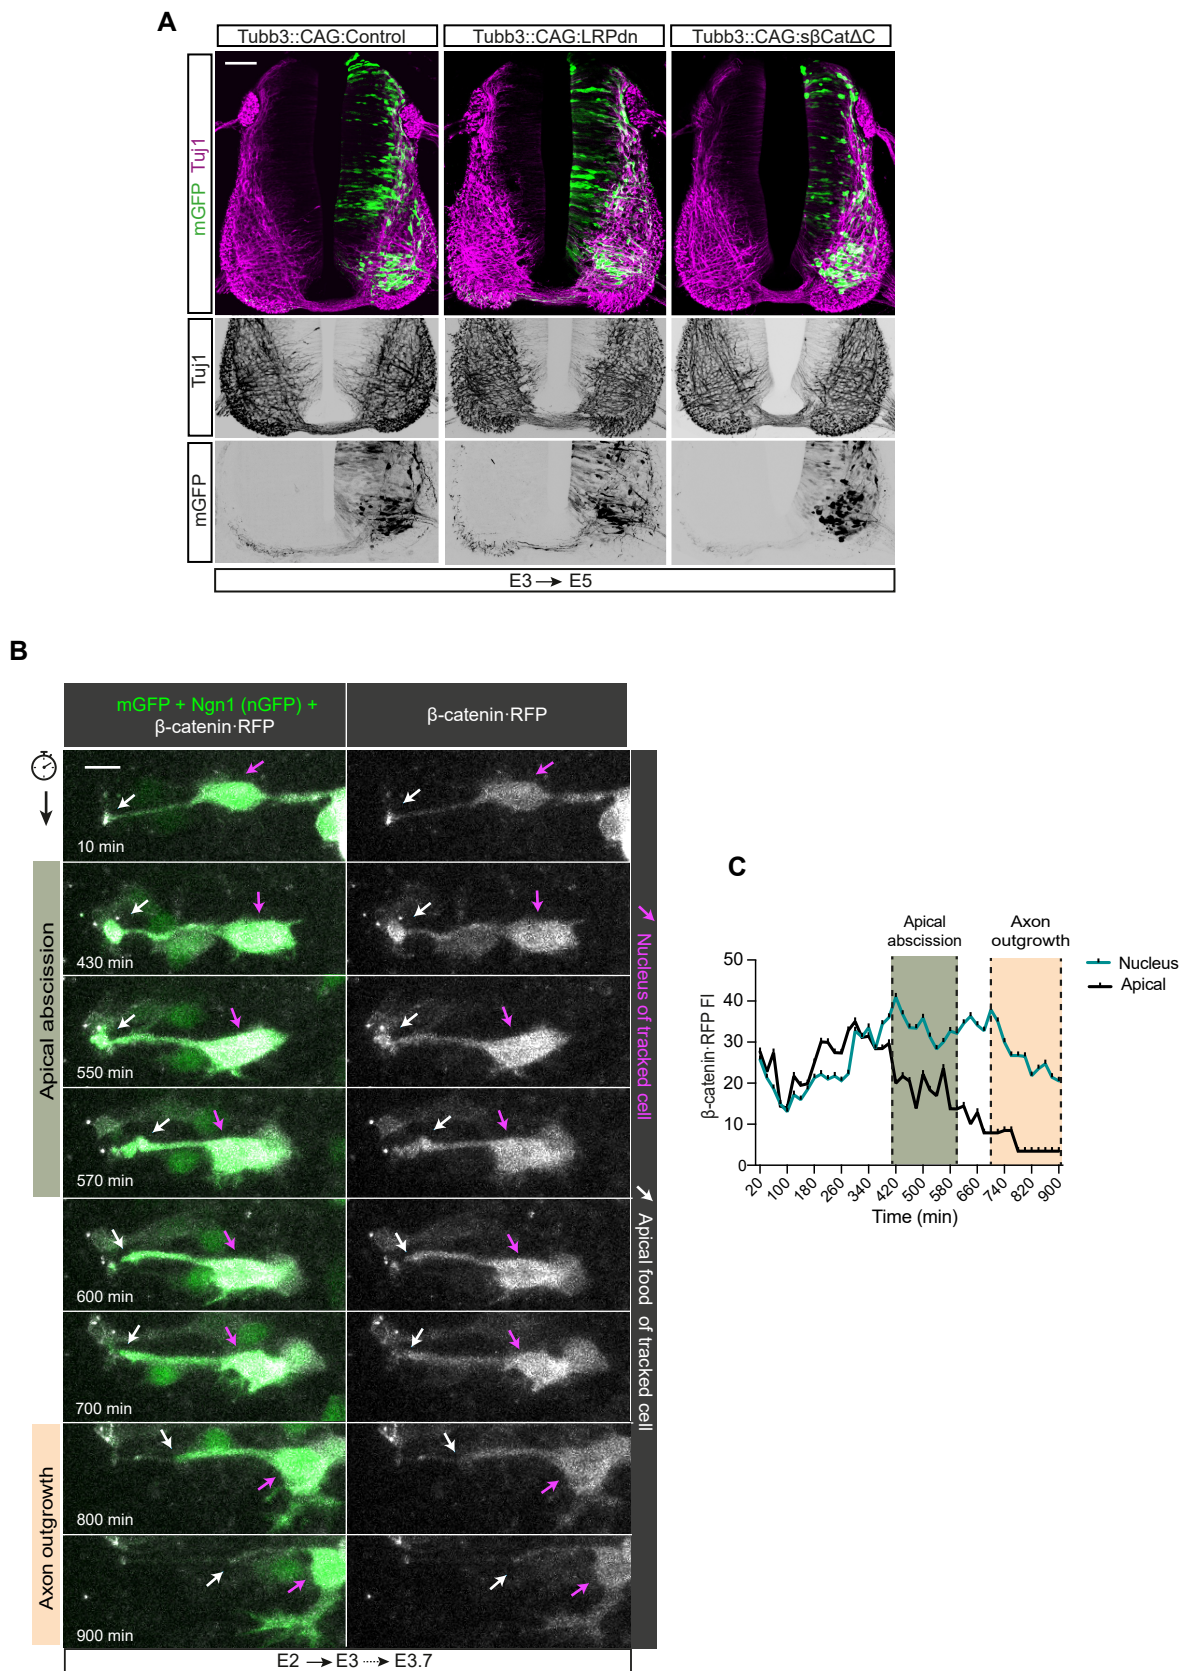 A
Tubb3::CAG:Control
Tubb3::CAG:LRPdn
Tubb3::CAG:sβCatΔC
mGFP Tuj1
Tuj1
mGFP
E3 → E5
B
mGFP + Ngn1 (nGFP) +
β-catenin·RFP
β-catenin·RFP
10 min
430 min
550 min
570 min
600 min
700 min
800 min
900 min
Apical abscission
Axon outgrowth
Nucleus of tracked cell
Apical food of tracked cell
E2 → E3 ⇢ E3.7
C
Apical
abscission
Axon
outgrowth
Nucleus
Apical
β-catenin·RFP FI
50
40
30
20
10
0
20 100 180 260 340 420 500 580 660 740 820 900
Time (min)